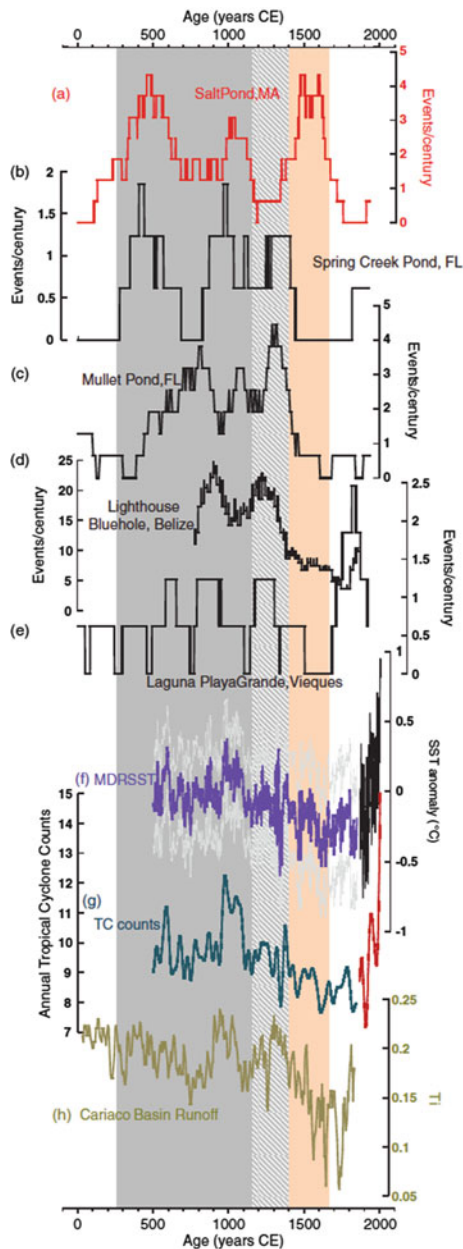 Age (years CE)
0 500 1000 1500 2000
(a)
SaltPond,MA
5
4
3
2
1
0
Events/century
(b)
2
1.5
1
0.5
0
Events/century
Spring Creek Pond, FL
(c)
Mullet Pond,FL
5
4
3
2
1
0
Events/century
(d)
25
20
15
10
5
0
Events/century
Lighthouse
Bluehole, Belize
2.5
2
1.5
1
0.5
0
Events/century
(e)
Laguna PlayaGrande,Vieques
(f) MDRSST
1
0.5
0
-0.5
-1
SST anomaly (°C)
15
14
13
12
11
10
9
8
7
Annual Tropical Cyclone Counts
(g)
TC counts
(h) Cariaco Basin Runoff
0.25
0.2
0.15
0.1
0.05
Ti
0 500 1000 1500 2000
Age (years CE)